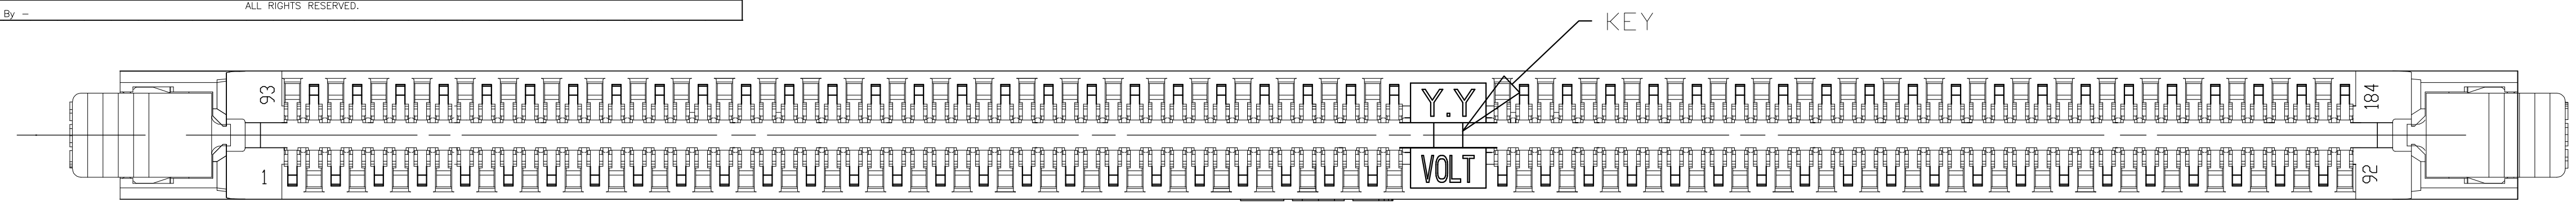 ALL RIGHTS RESERVED.
By -
KEY
93
Y.Y
184
1
VOLT
92